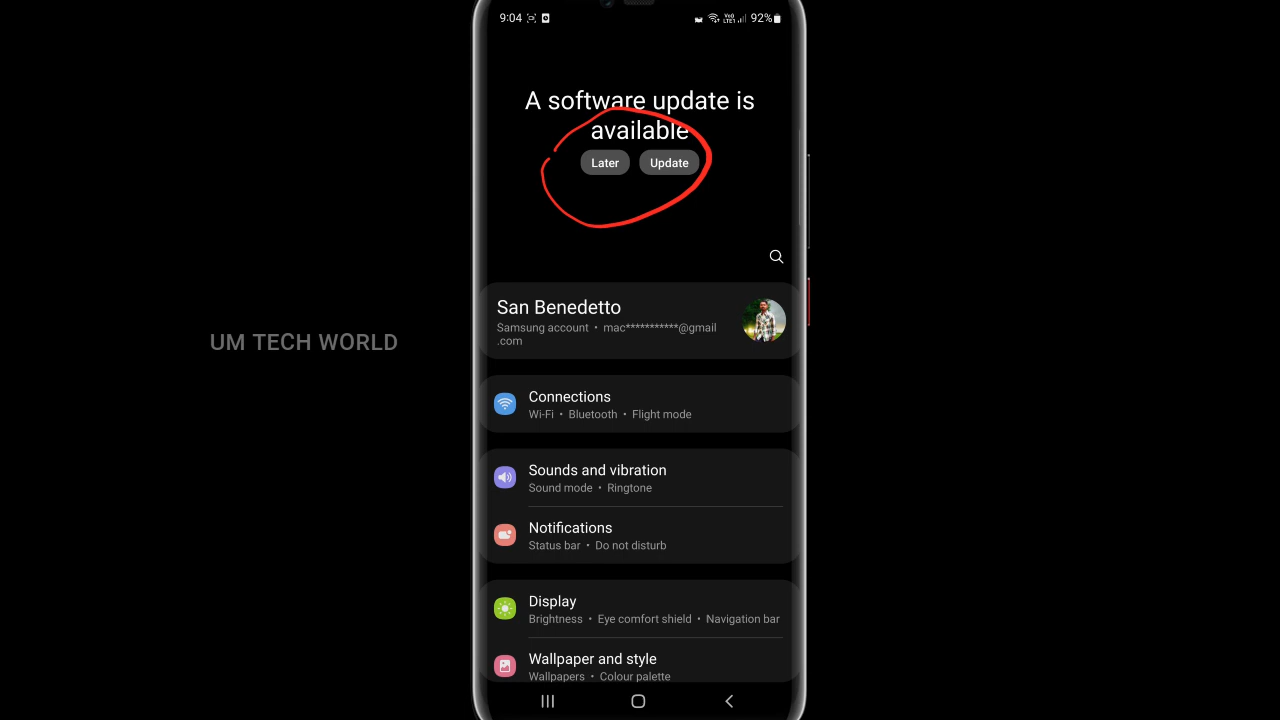 9:04
VoD LTE1 92%
A software update is
available
Later Update
San Benedetto
Samsung account • mac***********@gmail
.com
UM TECH WORLD
Connections
Wi-Fi • Bluetooth • Flight mode
Sounds and vibration
Sound mode • Ringtone
Notifications
Status bar • Do not disturb
Display
Brightness • Eye comfort shield • Navigation bar
Wallpaper and style
Wallpapers • Colour palette